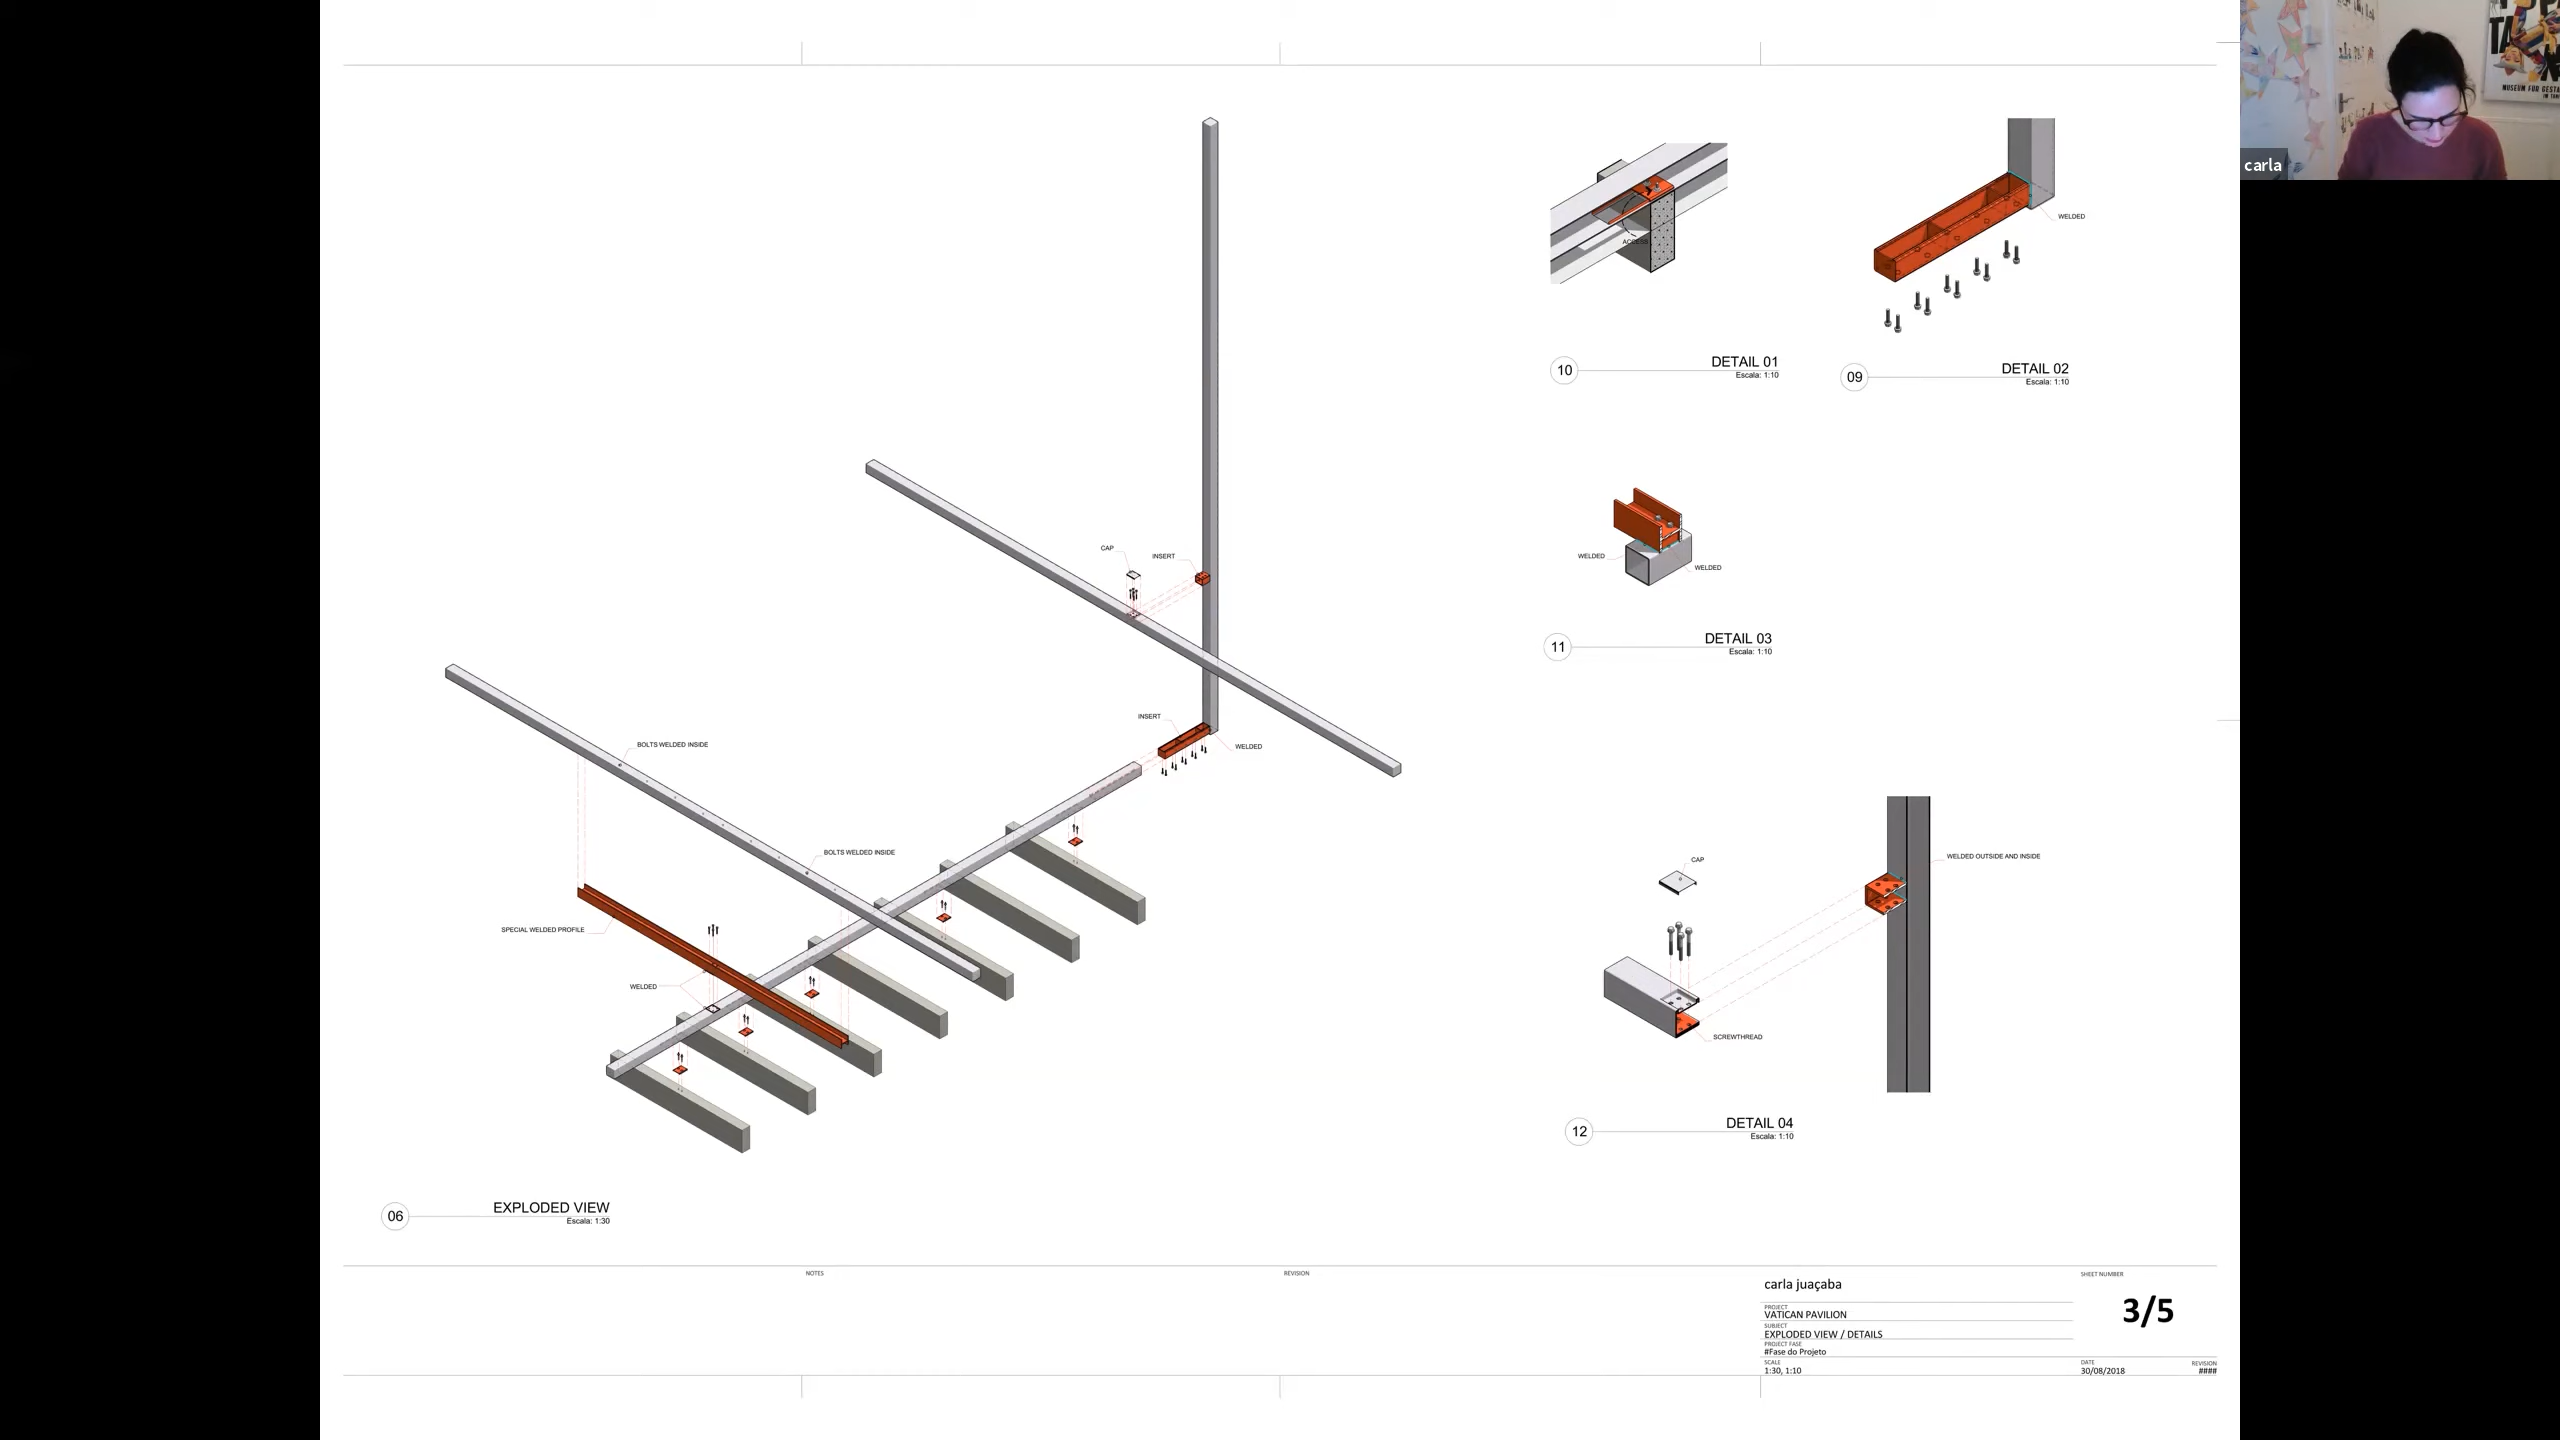 carla
MUSEUM FÜR GESTA
ACCESS
WELDED
10
DETAIL 01
Escala: 1:10
09
DETAIL 02
Escala: 1:10
CAP
INSERT
WELDED
WELDED
11
DETAIL 03
Escala: 1:10
INSERT
WELDED
BOLTS WELDED INSIDE
BOLTS WELDED INSIDE
SPECIAL WELDED PROFILE
WELDED
CAP
WELDED OUTSIDE AND INSIDE
SCREWTHREAD
12
DETAIL 04
Escala: 1:10
06
EXPLODED VIEW
Escala: 1:30
NOTES
REVISION
carla juaçaba
SHEET NUMBER
3/5
PROJECT
VATICAN PAVILION
SUBJECT
EXPLODED VIEW / DETAILS
PROJECT FASE
#Fase do Projeto
SCALE
1:30, 1:10
DATE
30/08/2018
REVISION
####